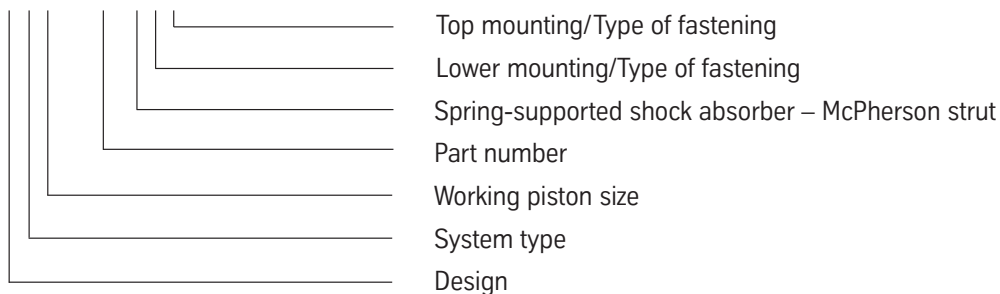 Top mounting/Type of fastening
Lower mounting/Type of fastening
Spring-supported shock absorber – McPherson strut
Part number
Working piston size
System type
Design